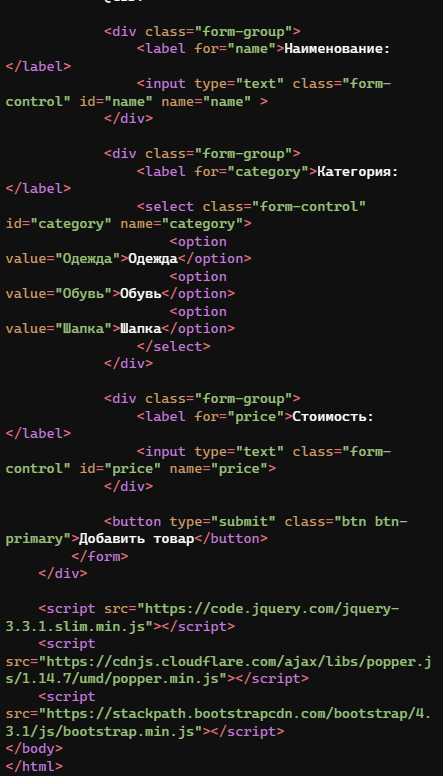 <div class="form-group">
<label for="name">Наименование:
</label>
<input type="text" class="form-
control" id="name" name="name" >
</div>
<div class="form-group">
<label for="category">Категория:
</label>
<select class="form-control"
id="category" name="category">
<option
value="Одежда">Одежда</option>
<option
value="Обувь">Обувь</option>
<option
value="Шапка">Шапка</option>
</select>
</div>
<div class="form-group">
<label for="price">Стоимость:
</label>
<input type="text" class="form-
control" id="price" name="price">
</div>
<button type="submit" class="btn btn-
primary">Добавить товар</button>
</form>
</div>
<script src="https://code.jquery.com/jquery-
3.3.1.slim.min.js"></script>
<script
src="https://cdnjs.cloudflare.com/ajax/libs/popper.j
s/1.14.7/umd/popper.min.js"></script>
<script
src="https://stackpath.bootstrapcdn.com/bootstrap/4.
3.1/js/bootstrap.min.js"></script>
</body>
</html>